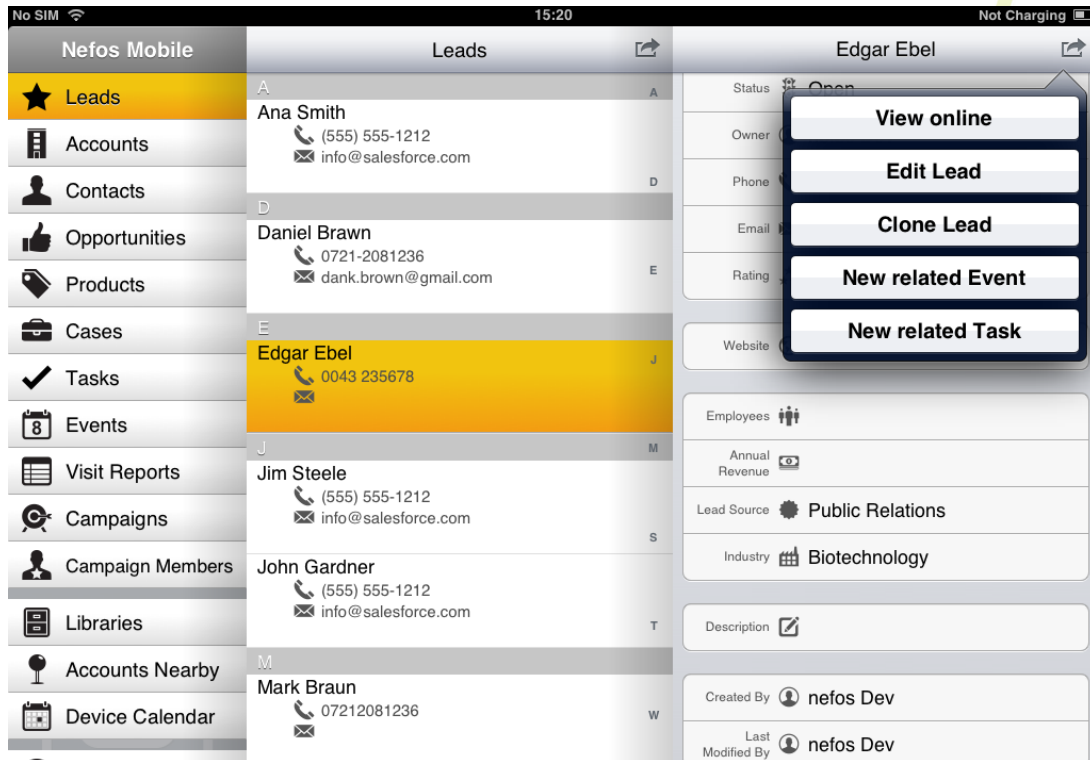 No SIM 15:20 Not Charging
Nefos Mobile
Leads
Accounts
Contacts
Opportunities
Products
Cases
Tasks
8 Events
Visit Reports
Campaigns
Campaign Members
Libraries
Accounts Nearby
Device Calendar
Leads
A
Ana Smith
(555) 555-1212
info@salesforce.com
D
Daniel Brawn
0721-2081236
dank.brown@gmail.com
E
Edgar Ebel
0043 235678
J
Jim Steele
(555) 555-1212
info@salesforce.com
John Gardner
(555) 555-1212
info@salesforce.com
M
Mark Braun
07212081236
A
D
E
J
M
S
T
W
Edgar Ebel
Status Open
Owner
Phone
Email
Rating
Website
View online
Edit Lead
Clone Lead
New related Event
New related Task
Employees
Annual
Revenue
Lead Source Public Relations
Industry Biotechnology
Description
Created By nefos Dev
Last
Modified By nefos Dev